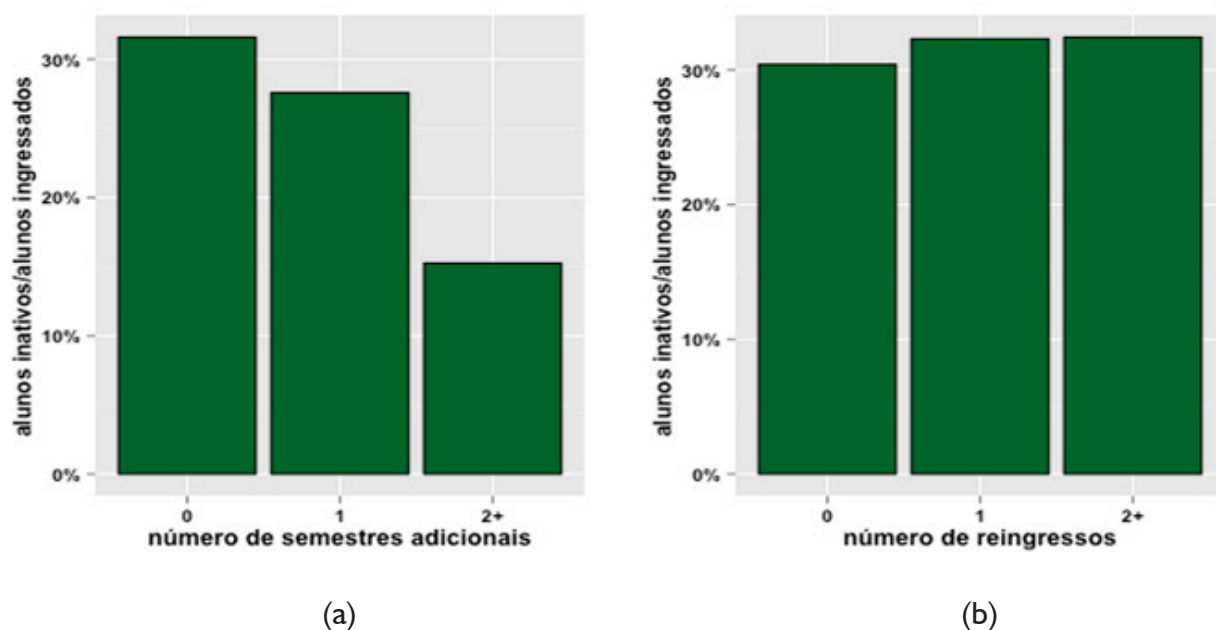 alunos inativos/alunos ingressados
30%
20%
10%
0%
0
1
2+
número de semestres adicionais
(a)
alunos inativos/alunos ingressados
30%
20%
10%
0%
0
1
2+
número de reingressos
(b)